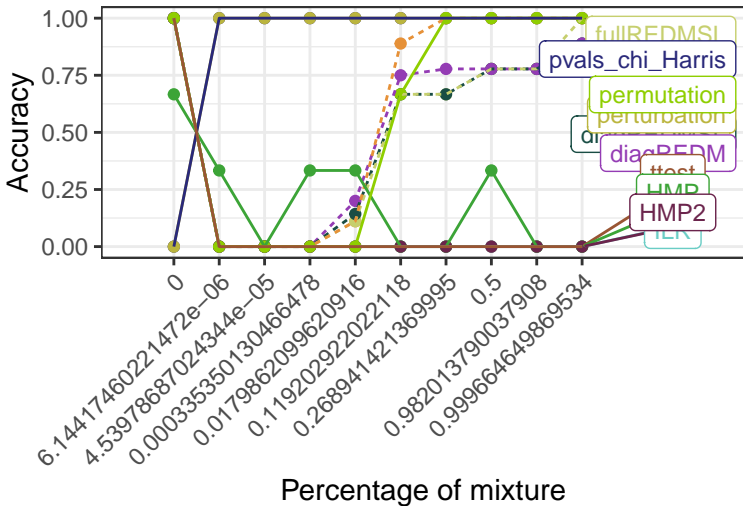 1.00
0.75
0.50
0.25
0.00
Accuracy
fullREDMSL
pvals_chi_Harris
permutation
perturbation
diagREDM
ttest
HMP
HMP2
ILR
0
6.14417460221472e−06
4.53978687024344e−05
0.000335350130466478
0.0179862099620916
0.119202922022118
0.268941421369995
0.5
0.982013790037908
0.999664649869534
Percentage of mixture